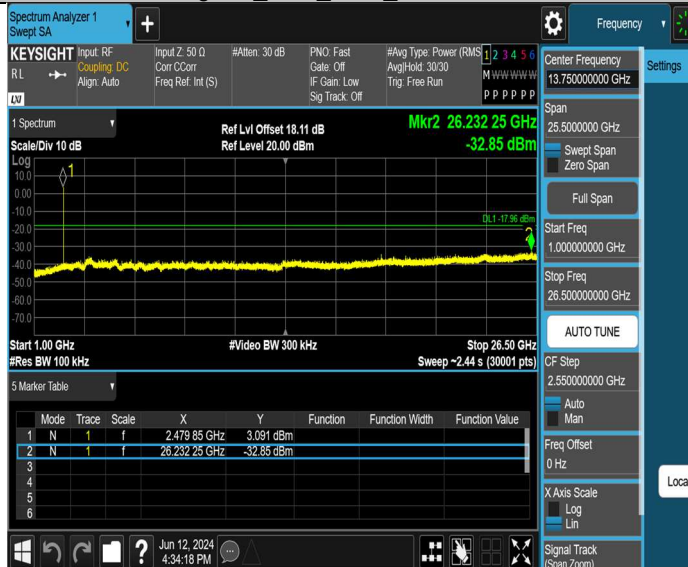 Spectrum Analyzer 1
Swept SA
+
Frequency
KEYSIGHT
RL
LXI
Input: RF
Coupling: DC
Align: Auto
Input Z: 50 Ω
Corr CCorr
Freq Ref: Int (S)
#Atten: 30 dB
PNO: Fast
Gate: Off
IF Gain: Low
Sig Track: Off
#Avg Type: Power (RMS
Avg|Hold: 30/30
Trig: Free Run
1 2 3 4 5 6
M W W W W W
P P P P P P
1 Spectrum
Scale/Div 10 dB
Ref Lvl Offset 18.11 dB
Ref Level 20.00 dBm
Mkr2 26.232 25 GHz
-32.85 dBm
Log
10.0
0.00
-10.0
-20.0
-30.0
-40.0
-50.0
-60.0
-70.0
1
DL1 -17.96 dBm
2
Start 1.00 GHz
#Res BW 100 kHz
#Video BW 300 kHz
Stop 26.50 GHz
Sweep ~2.44 s (30001 pts)
5 Marker Table
Mode Trace Scale X Y Function Function Width Function Value
1 N 1 f 2.479 85 GHz 3.091 dBm
2 N 1 f 26.232 25 GHz -32.85 dBm
3
4
5
6
?
Jun 12, 2024
4:34:18 PM
Center Frequency
13.750000000 GHz
Span
25.5000000 GHz
Swept Span
Zero Span
Full Span
Start Freq
1.000000000 GHz
Stop Freq
26.500000000 GHz
AUTO TUNE
CF Step
2.550000000 GHz
Auto
Man
Freq Offset
0 Hz
X Axis Scale
Log
Lin
Signal Track
(Span Zoom)
Settings
Loca